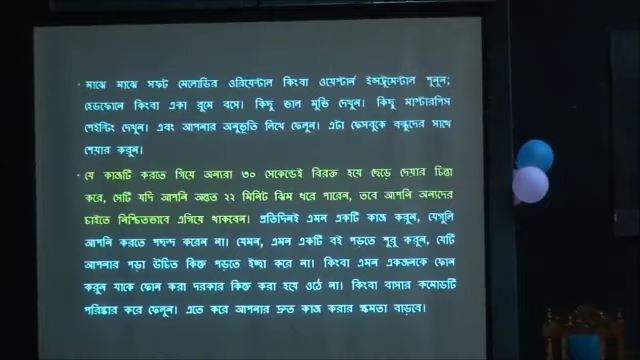 · মাঝে মাঝে সফট মেলোডির ওরিয়েন্টাল কিংবা ওয়েস্টার্ন ইন্সট্রুমেন্টাল শুনুন;
হেডফোনে কিংবা একা রুমে বসে। কিছু ভাল মুভি দেখুন। কিছু মাস্টারপিস
পেইন্টিং দেখুন। এবং আপনার অনুভূতি লিখে ফেলুন। এটা ফেসবুকে বন্ধুদের সাথে
শেয়ার করুন।
· যে কাজটি করতে গিয়ে অন্যরা ৩০ সেকেন্ডেই বিরক্ত হয়ে ছেড়ে দেয়ার চিন্তা
করে, সেটি যদি আপনি অন্তত ২২ মিনিট ঝিম ধরে পারেন, তবে আপনি অন্যদের
চাইতে নিশ্চিতভাবে এগিয়ে থাকবেন। প্রতিদিনই এমন একটি কাজ করুন, যেগুলি
আপনি করতে পছন্দ করেন না। যেমন, এমন একটি বই পড়তে শুরু করুন, যেটি
আপনার পড়া উচিত কিন্তু পড়তে ইচ্ছা করে না। কিংবা এমন একজনকে ফোন
করুন যাকে ফোন করা দরকার কিন্তু করা হয়ে ওঠে না। কিংবা বাসার কমোডটি
পরিষ্কার করে ফেলুন। এতে করে আপনার দ্রুত কাজ করার ক্ষমতা বাড়বে।